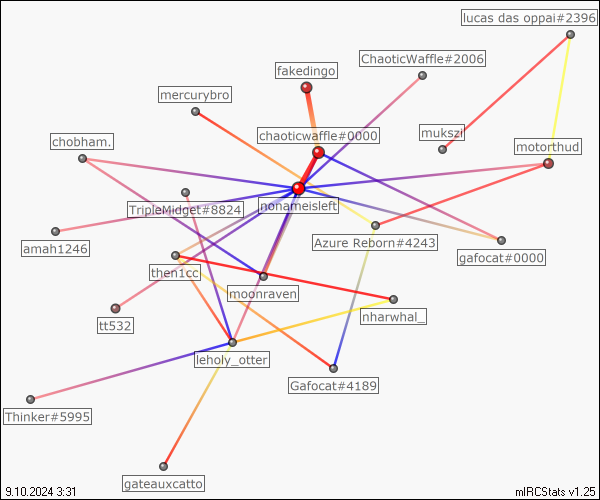 lucas das oppai#2396
ChaoticWaffle#2006
fakedingo
mercurybro
chaoticwaffle#0000
mukszi
chobham.
motorthud
nonameisleft
TripleMidget#8824
Azure Reborn#4243
amah1246
gafocat#0000
then1cc
moonraven
nharwhal_
tt532
leholy_otter
Gafocat#4189
Thinker#5995
gateauxcatto
9.10.2024 3:31
mIRCStats v1.25